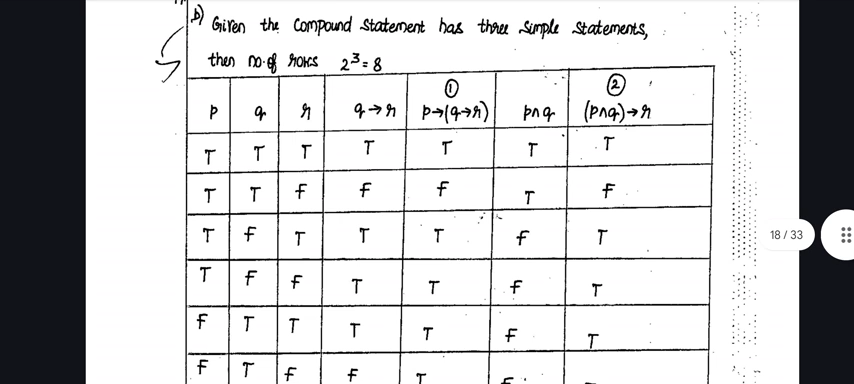 b) Given the compound statement has three simple statements,
then no. of rows 2³ = 8
① ②
p q r q→r p→(q→r) p∧q (p∧q)→r
T T T T T T T
T T F F F T F
T F T T T F T
T F F T T F T
F T T T T F T
F T F F T
18 / 33